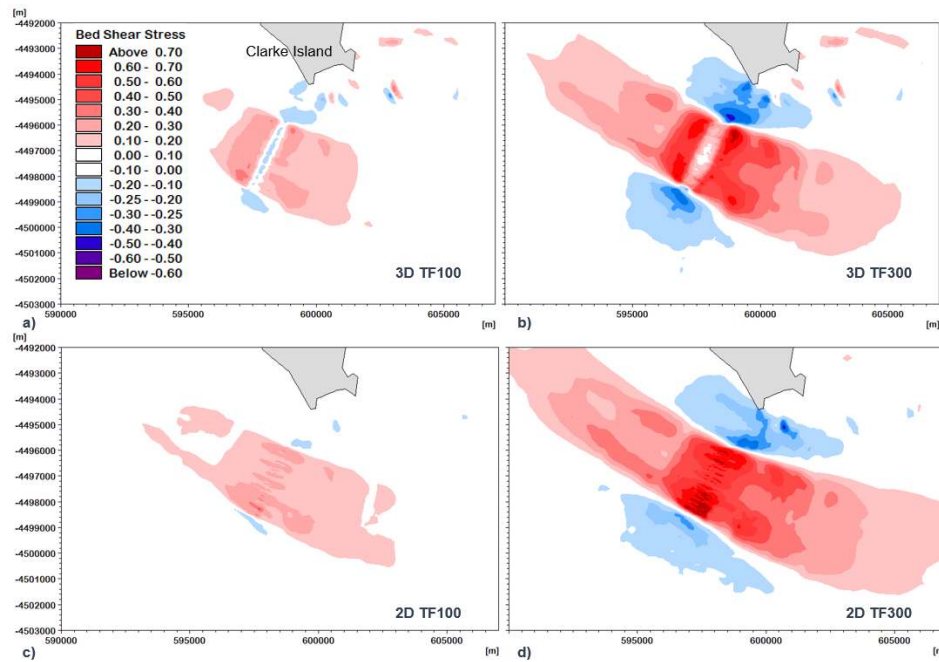 [m]
-4492000
-4493000
-4494000
-4495000
-4496000
-4497000
-4498000
-4499000
-4500000
-4501000
-4502000
-4503000
Bed Shear Stress
Above 0.70
0.60 - 0.70
0.50 - 0.60
0.40 - 0.50
0.30 - 0.40
0.20 - 0.30
0.10 - 0.20
0.00 - 0.10
-0.10 - 0.00
-0.20 - -0.10
-0.25 - -0.20
-0.30 - -0.25
-0.40 - -0.30
-0.50 - -0.40
-0.60 - -0.50
Below -0.60
Clarke Island
3D TF100
590000 595000 600000 605000
[m]
a)
3D TF300
595000 600000 605000
[m]
b)
[m]
-4492000
-4493000
-4494000
-4495000
-4496000
-4497000
-4498000
-4499000
-4500000
-4501000
-4502000
-4503000
2D TF100
590000 595000 600000 605000
[m]
c)
2D TF300
595000 600000 605000
d)